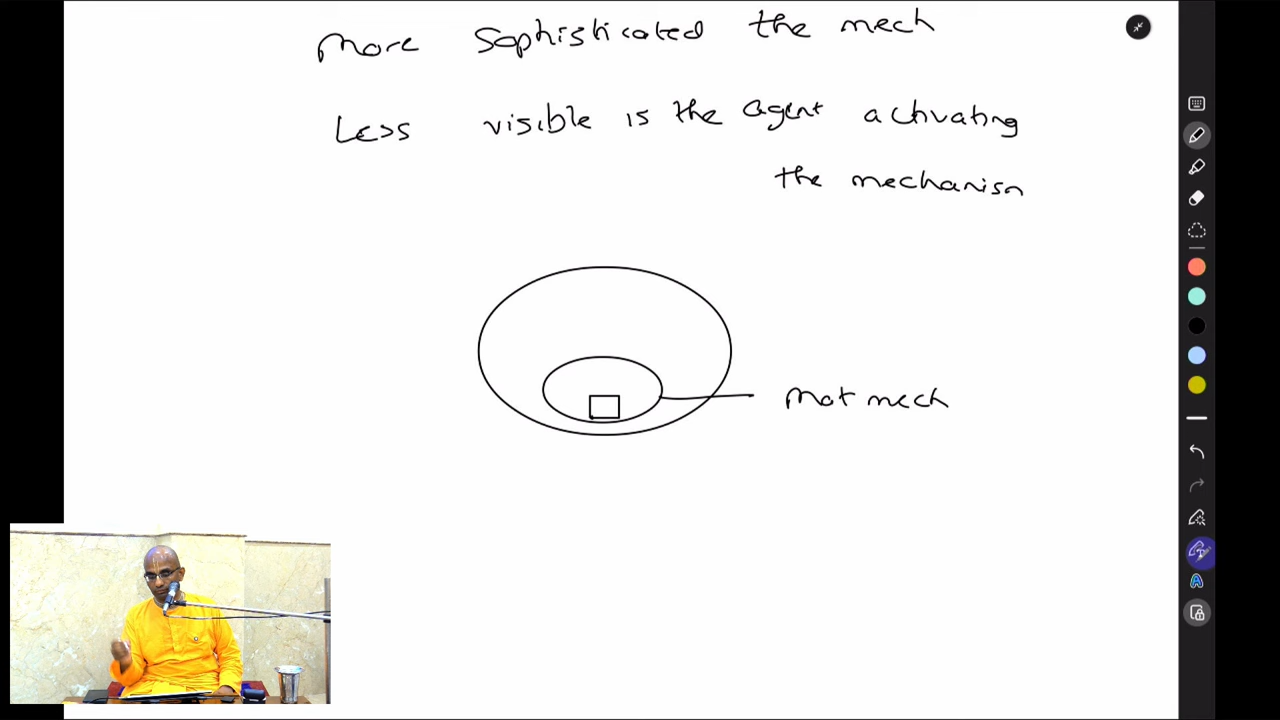 More sophisticated the mech
Less visible is the agent activating
the mechanism
Mat mech